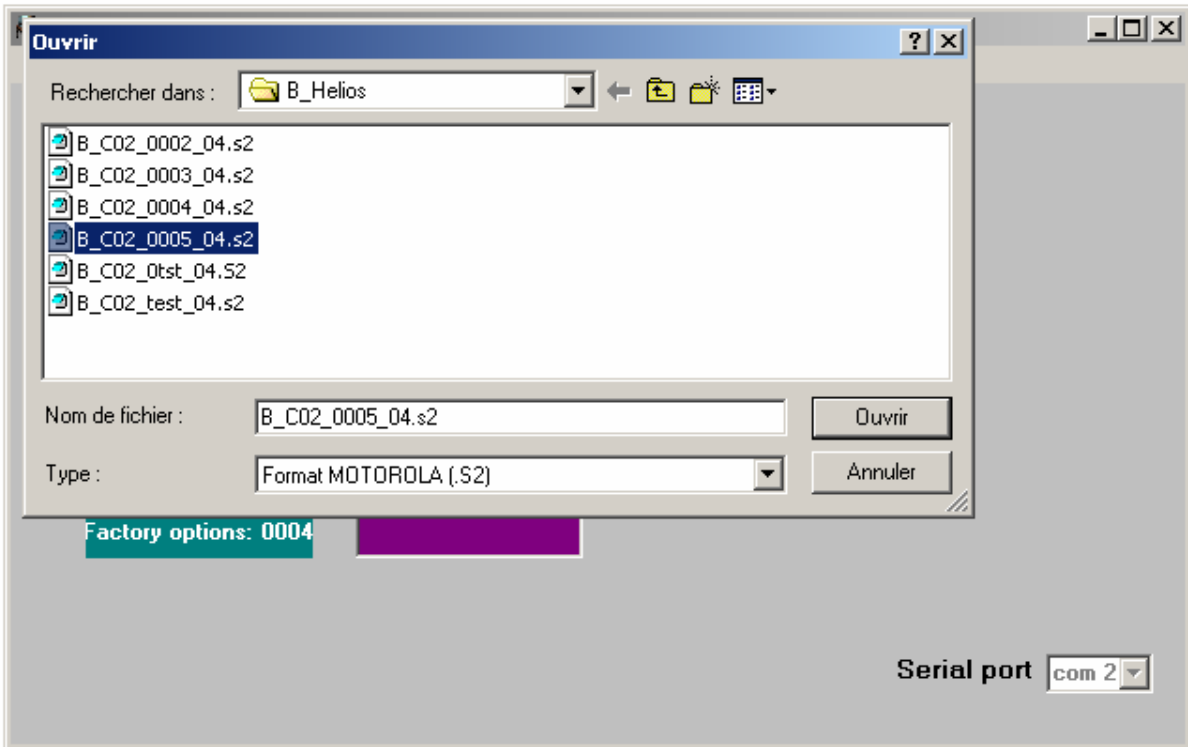 Ouvrir
Rechercher dans : B_Helios
B_C02_0002_04.s2
B_C02_0003_04.s2
B_C02_0004_04.s2
B_C02_0005_04.s2
B_C02_0tst_04.S2
B_C02_test_04.s2
Nom de fichier : B_C02_0005_04.s2 Ouvrir
Type : Format MOTOROLA (.S2) Annuler
Factory options: 0004
Serial port com 2